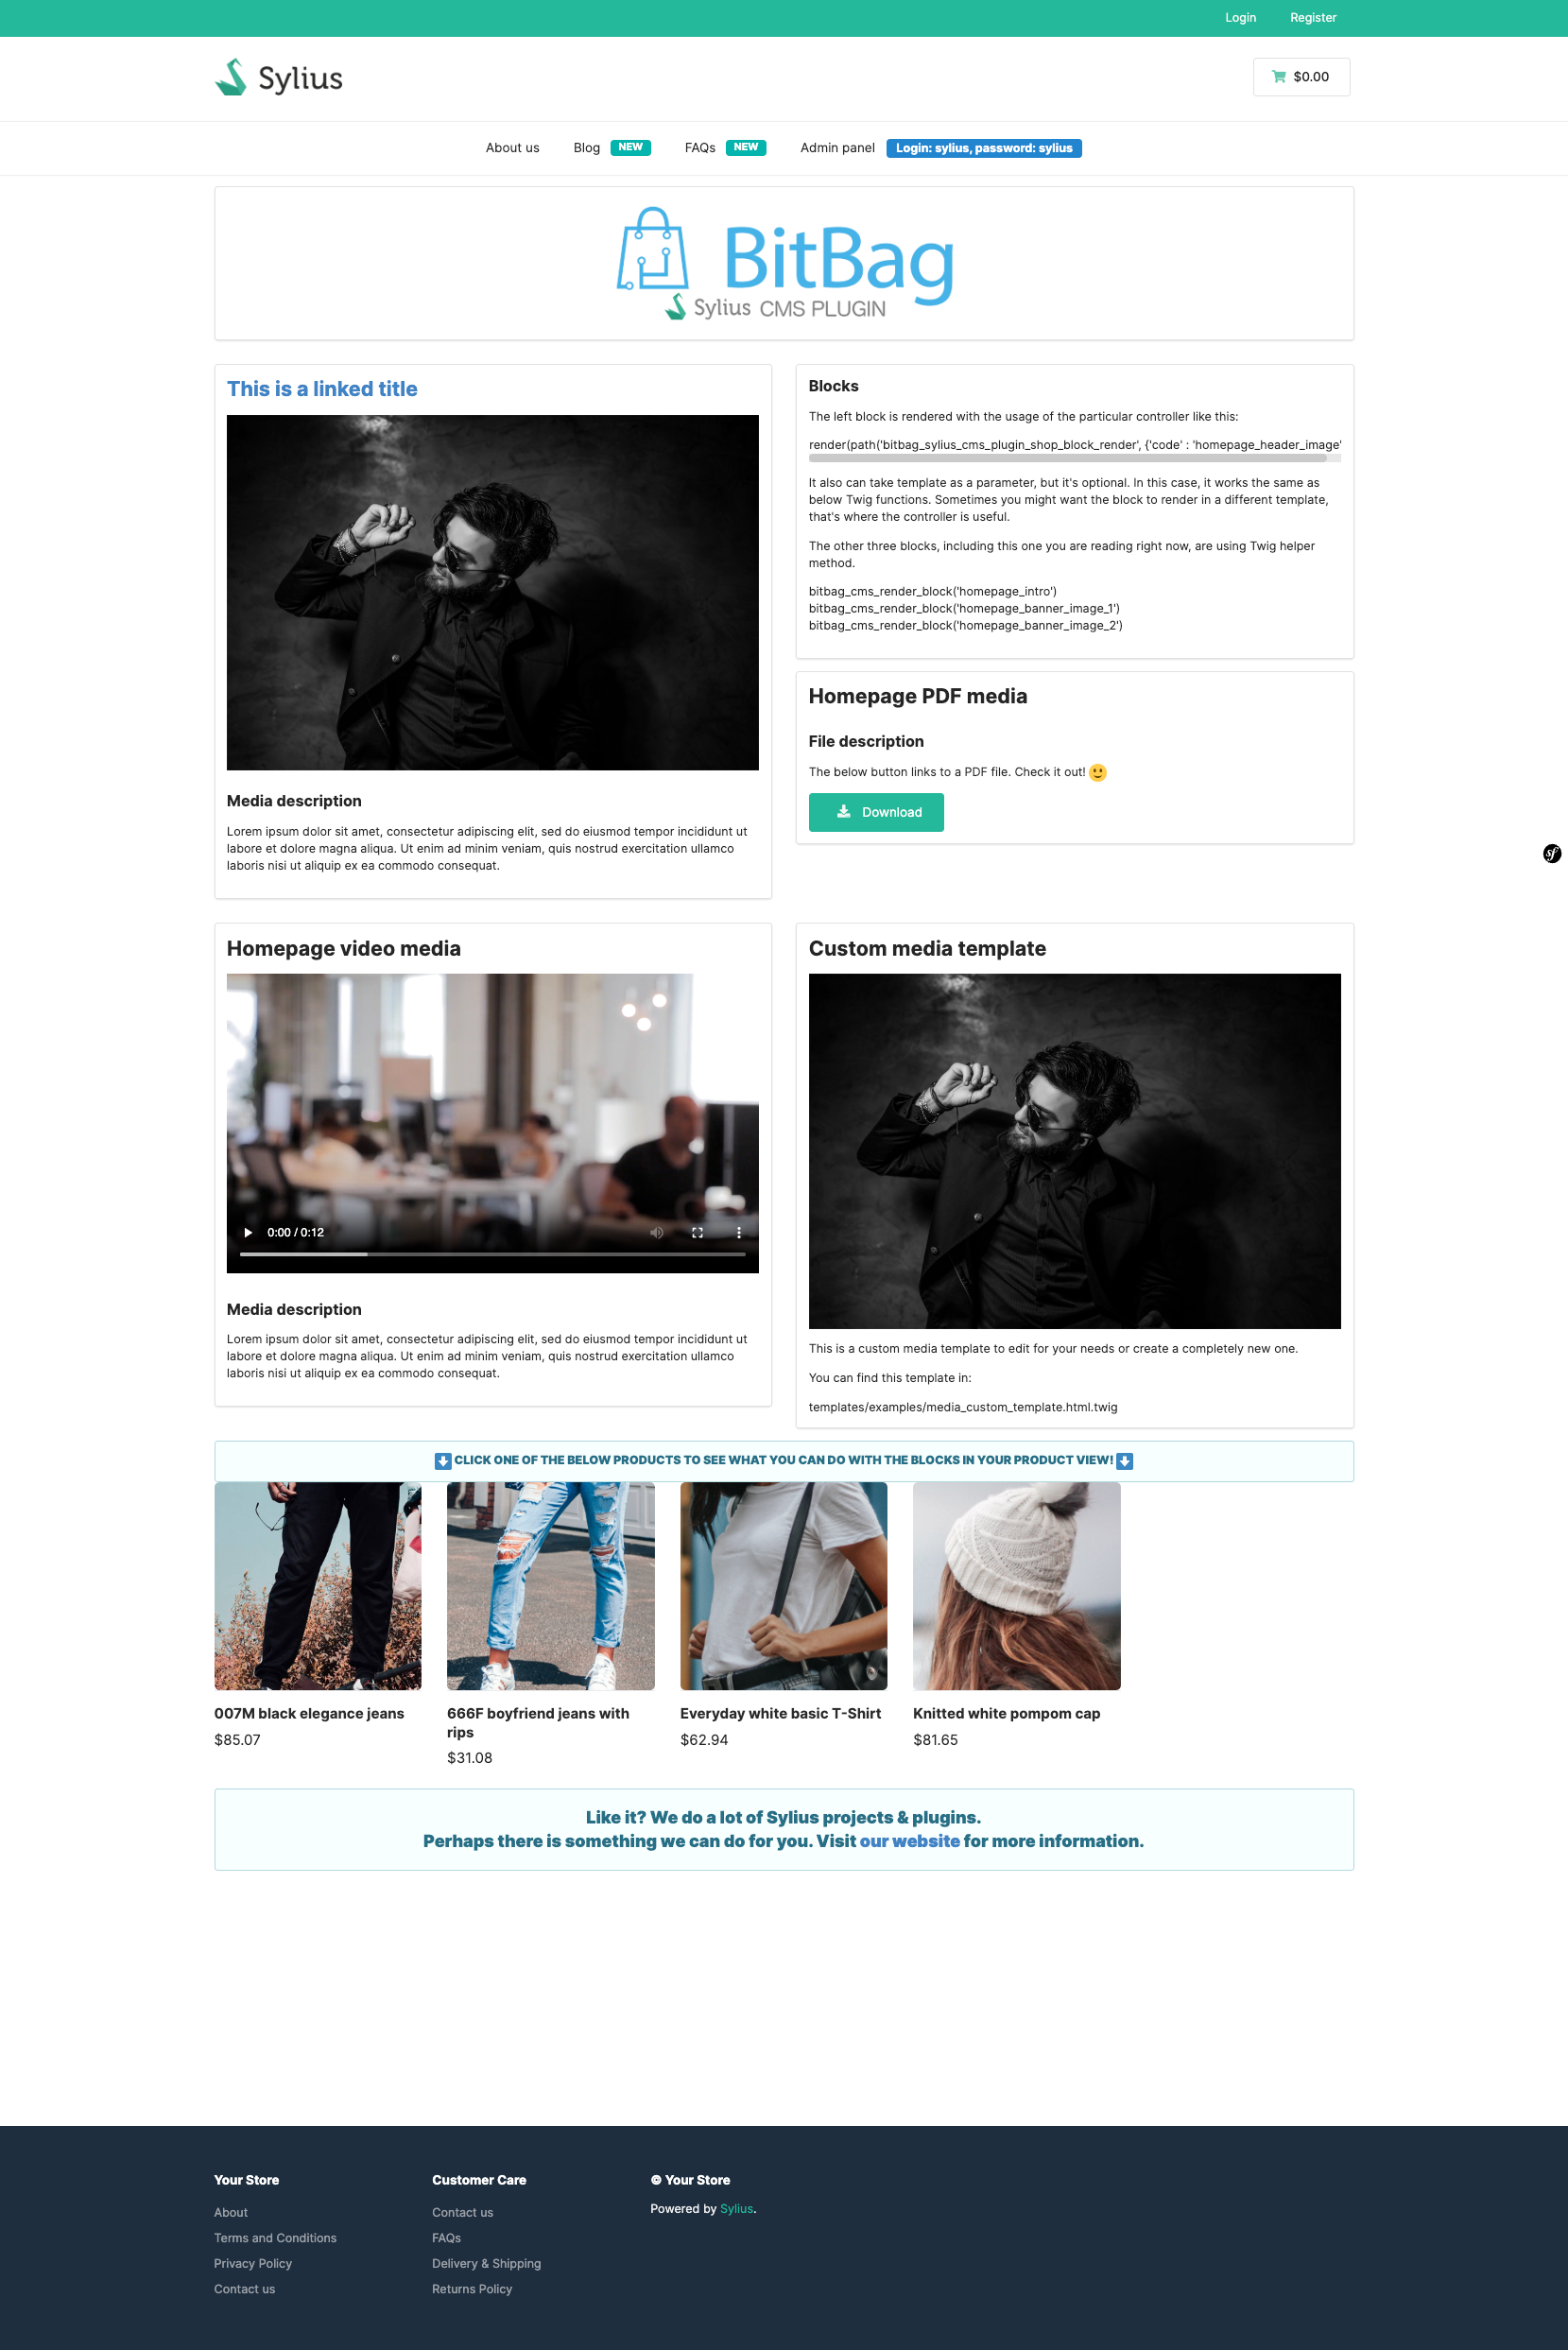 Login Register
Sylius
$0.00
About us Blog NEW FAQs NEW Admin panel Login: sylius, password: sylius
BitBag
Sylius CMS PLUGIN
This is a linked title
Media description
Lorem ipsum dolor sit amet, consectetur adipiscing elit, sed do eiusmod tempor incididunt ut
labore et dolore magna aliqua. Ut enim ad minim veniam, quis nostrud exercitation ullamco
laboris nisi ut aliquip ex ea commodo consequat.
Blocks
The left block is rendered with the usage of the particular controller like this:
render(path('bitbag_sylius_cms_plugin_shop_block_render', {'code' : 'homepage_header_image'
It also can take template as a parameter, but it's optional. In this case, it works the same as
below Twig functions. Sometimes you might want the block to render in a different template,
that's where the controller is useful.
The other three blocks, including this one you are reading right now, are using Twig helper
method.
bitbag_cms_render_block('homepage_intro')
bitbag_cms_render_block('homepage_banner_image_1')
bitbag_cms_render_block('homepage_banner_image_2')
Homepage PDF media
File description
The below button links to a PDF file. Check it out! 🙂
Download
sf
Homepage video media
0:00 / 0:12
Media description
Lorem ipsum dolor sit amet, consectetur adipiscing elit, sed do eiusmod tempor incididunt ut
labore et dolore magna aliqua. Ut enim ad minim veniam, quis nostrud exercitation ullamco
laboris nisi ut aliquip ex ea commodo consequat.
Custom media template
This is a custom media template to edit for your needs or create a completely new one.
You can find this template in:
templates/examples/media_custom_template.html.twig
⬇️ CLICK ONE OF THE BELOW PRODUCTS TO SEE WHAT YOU CAN DO WITH THE BLOCKS IN YOUR PRODUCT VIEW! ⬇️
007M black elegance jeans
$85.07
666F boyfriend jeans with
rips
$31.08
Everyday white basic T-Shirt
$62.94
Knitted white pompom cap
$81.65
Like it? We do a lot of Sylius projects & plugins.
Perhaps there is something we can do for you. Visit our website for more information.
Your Store
About
Terms and Conditions
Privacy Policy
Contact us
Customer Care
Contact us
FAQs
Delivery & Shipping
Returns Policy
© Your Store
Powered by Sylius.